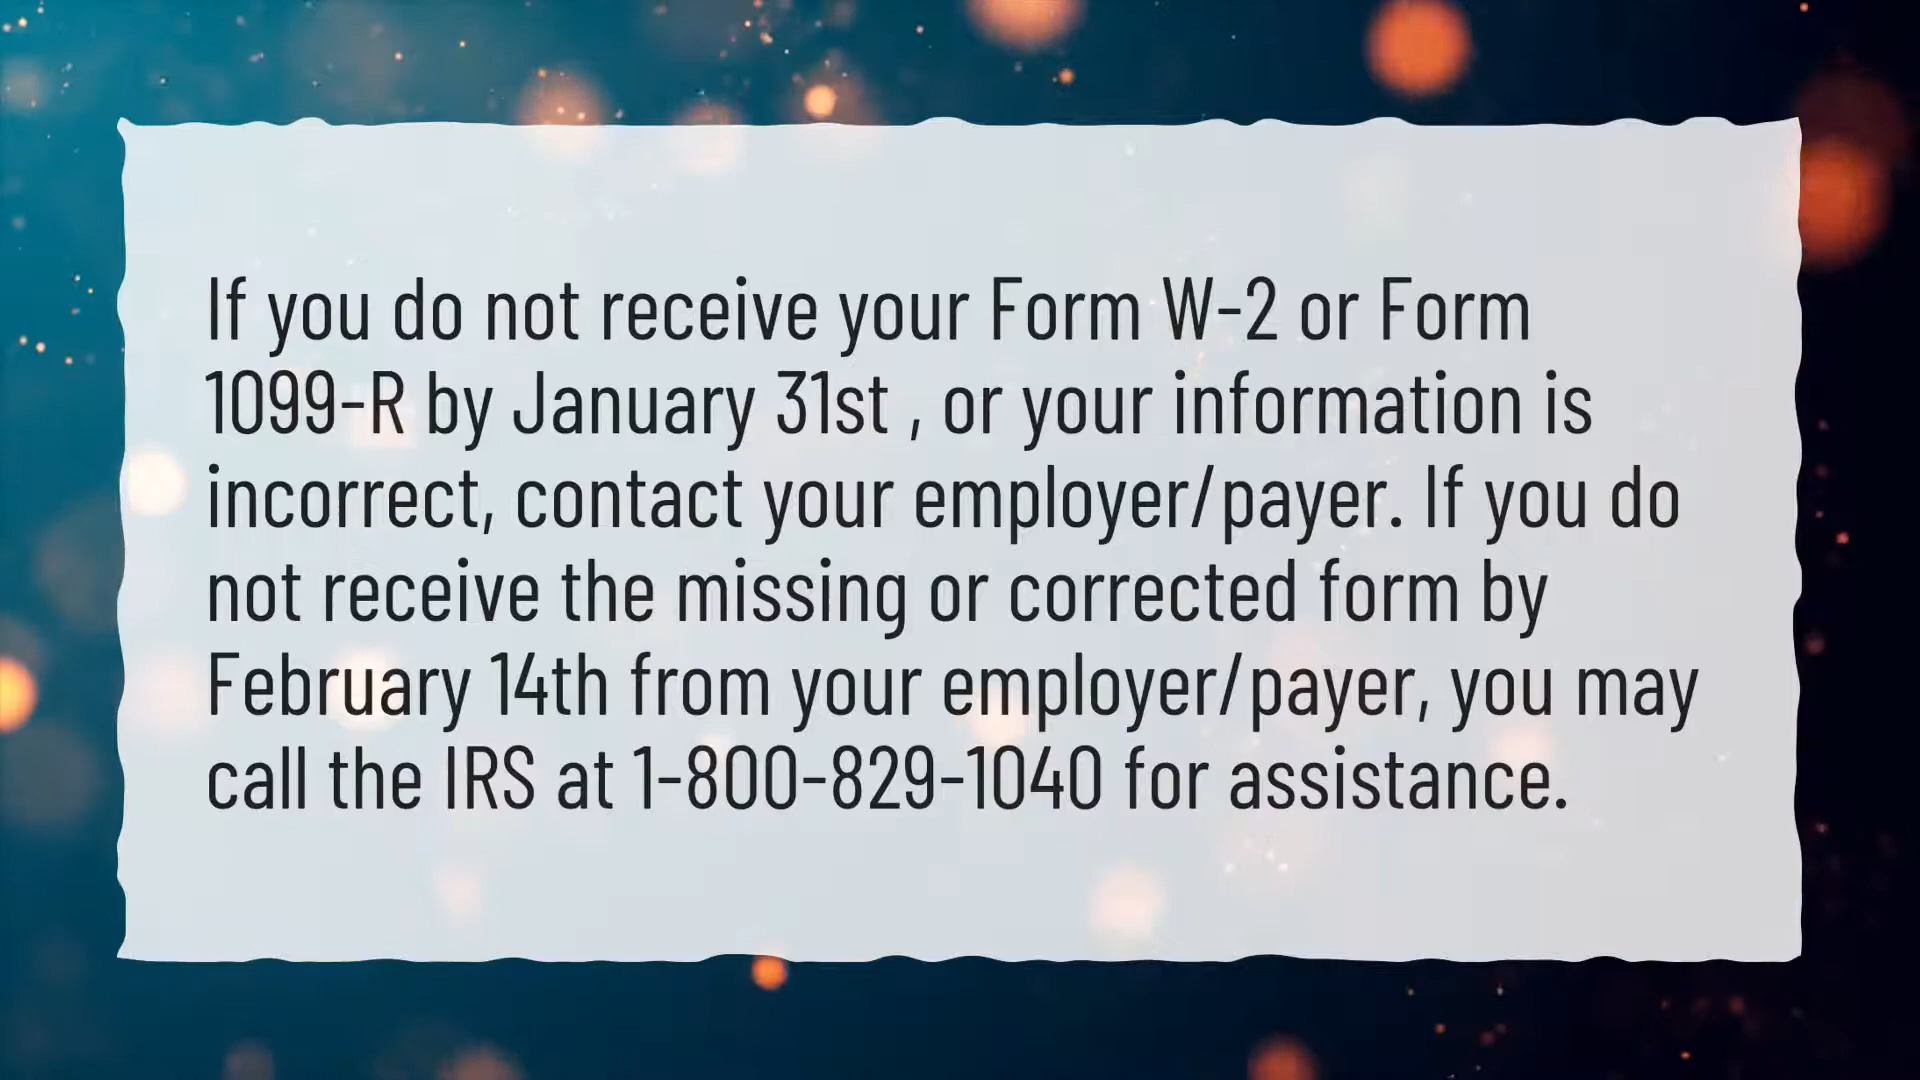 If you do not receive your Form W-2 or Form
1099-R by January 31st , or your information is
incorrect, contact your employer/payer. If you do
not receive the missing or corrected form by
February 14th from your employer/payer, you may
call the IRS at 1-800-829-1040 for assistance.